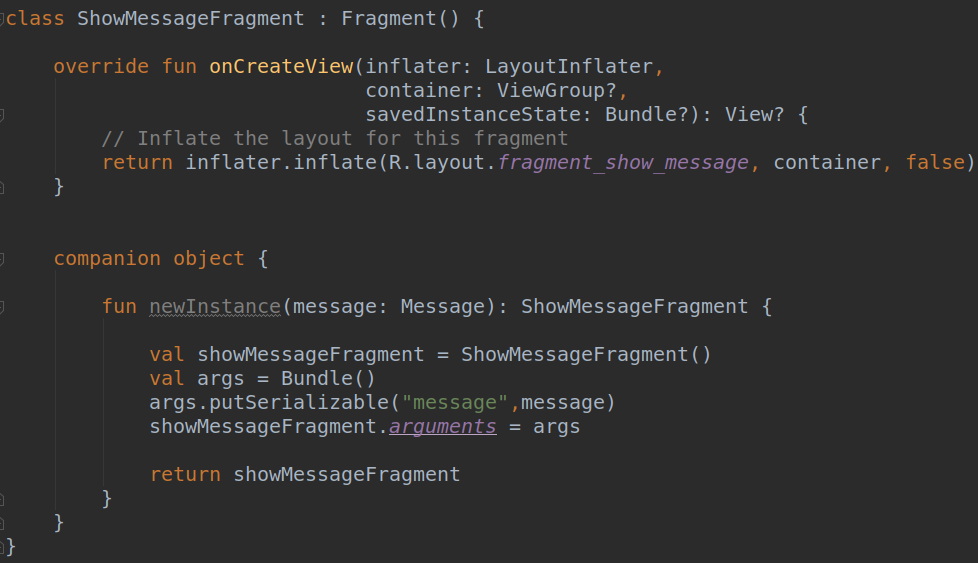 class ShowMessageFragment : Fragment() {
override fun onCreateView(inflater: LayoutInflater,
container: ViewGroup?,
savedInstanceState: Bundle?): View? {
// Inflate the layout for this fragment
return inflater.inflate(R.layout.fragment_show_message, container, false)
}
companion object {
fun newInstance(message: Message): ShowMessageFragment {
val showMessageFragment = ShowMessageFragment()
val args = Bundle()
args.putSerializable("message",message)
showMessageFragment.arguments = args
return showMessageFragment
}
}
}